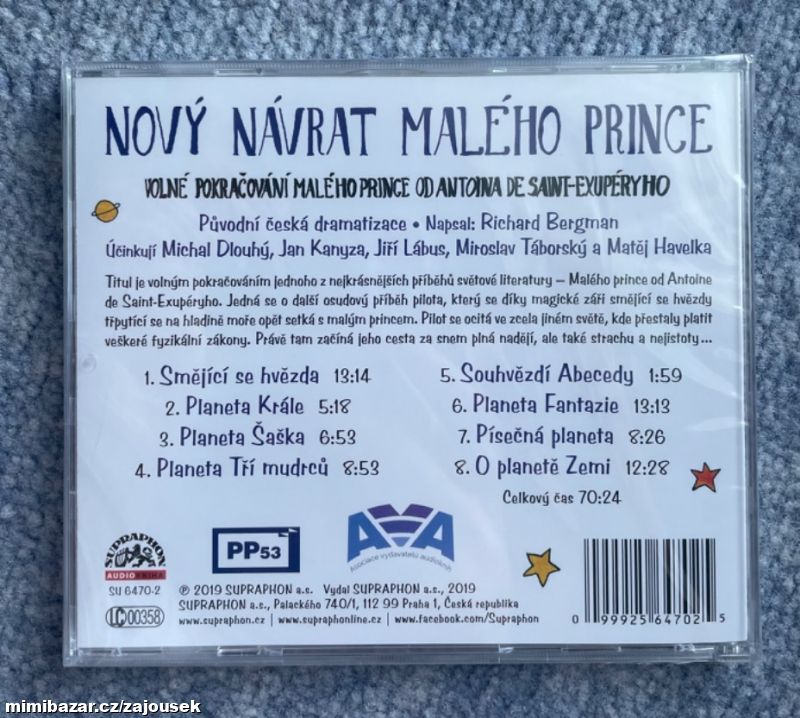 NOVÝ NÁVRAT MALÉHO PRINCE
VOLNÉ POKRAČOVÁNÍ MALÉHO PRINCE OD ANTOINA DE SAINT-EXUPÉRYHO
Původní česká dramatizace • Napsal: Richard Bergman
Účinkují Michal Dlouhý, Jan Kanyza, Jiří Lábus, Miroslav Táborský a Matěj Havelka
Titul je volným pokračováním jednoho z nejkrásnějších příběhů světové literatury – Malého prince od Antoine
de Saint-Exupéryho. Jedná se o další osudový příběh pilota, který se díky magické záři smějící se hvězdy
třpytící se na hladině moře opět setká s malým princem. Pilot se ocitá ve zcela jiném světě, kde přestaly platit
veškeré fyzikální zákony. Právě tam začíná jeho cesta za snem plná nadějí, ale také strachu a nejistoty...
1. Smějící se hvězda 13:14
2. Planeta Krále 5:18
3. Planeta Šaška 6:53
4. Planeta Tří mudrců 8:53
5. Souhvězdí Abecedy 1:59
6. Planeta Fantazie 13:13
7. Písečná planeta 8:26
8. O planetě Zemi 12:28
Celkový čas 70:24
SUPRAPHON
AUDIOKNIHA
SU 6470-2
LC 00358
PP53
AVA
Asociace vydavatelů audioknih
℗ 2019 SUPRAPHON a.s. Vydal SUPRAPHON a.s., 2019
SUPRAPHON a.s., Palackého 740/1, 112 99 Praha 1, Česká republika
www.supraphon.cz | www.supraphonline.cz | www.facebook.com/Supraphon
0 99925 64702 5
mimibazar.cz/zajousek